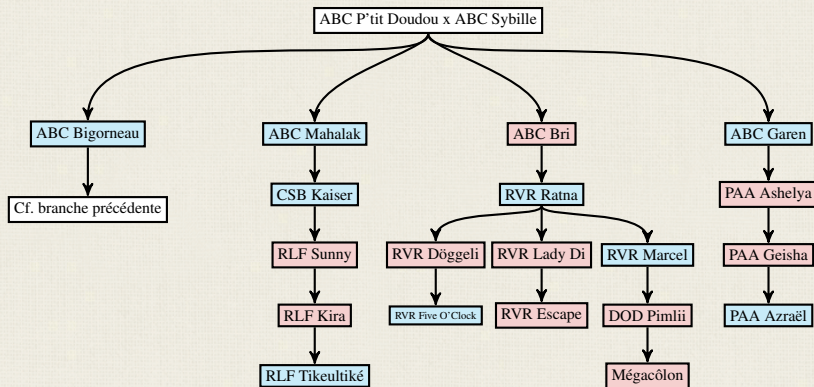 ABC P'tit Doudou x ABC Sybille
ABC Bigorneau
ABC Mahalak
ABC Bri
ABC Garen
Cf. branche précédente
CSB Kaiser
RVR Ratna
PAA Ashelya
RLF Sunny
RVR Döggeli
RVR Lady Di
RVR Marcel
PAA Geisha
RLF Kira
RVR Five O'Clock
RVR Escape
DOD Pimlii
PAA Azraël
RLF Tikeultiké
Mégacôlon